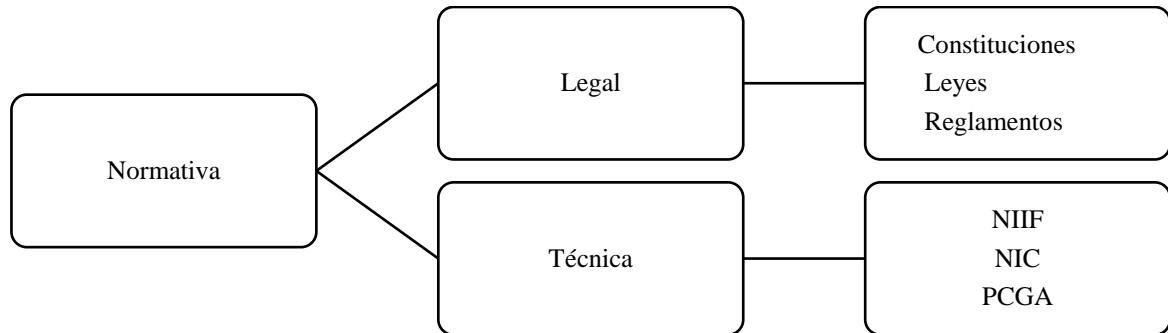 Normativa
Legal
Constituciones
Leyes
Reglamentos
Técnica
NIIF
NIC
PCGA